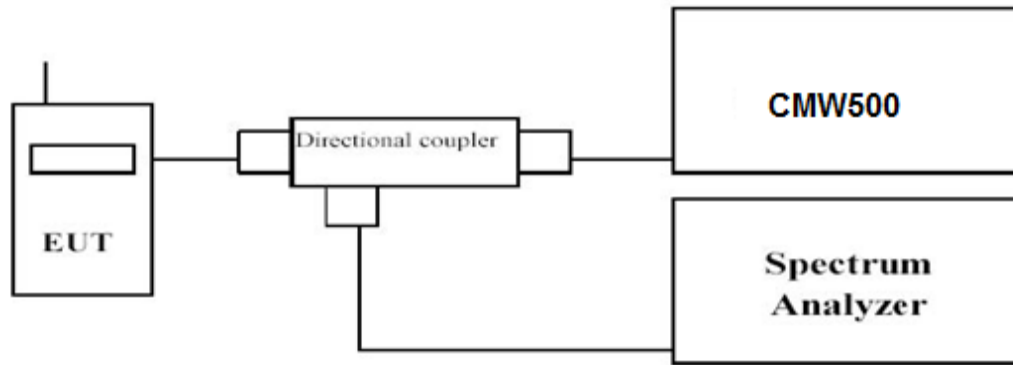 EUT
Directional coupler
CMW500
Spectrum
Analyzer